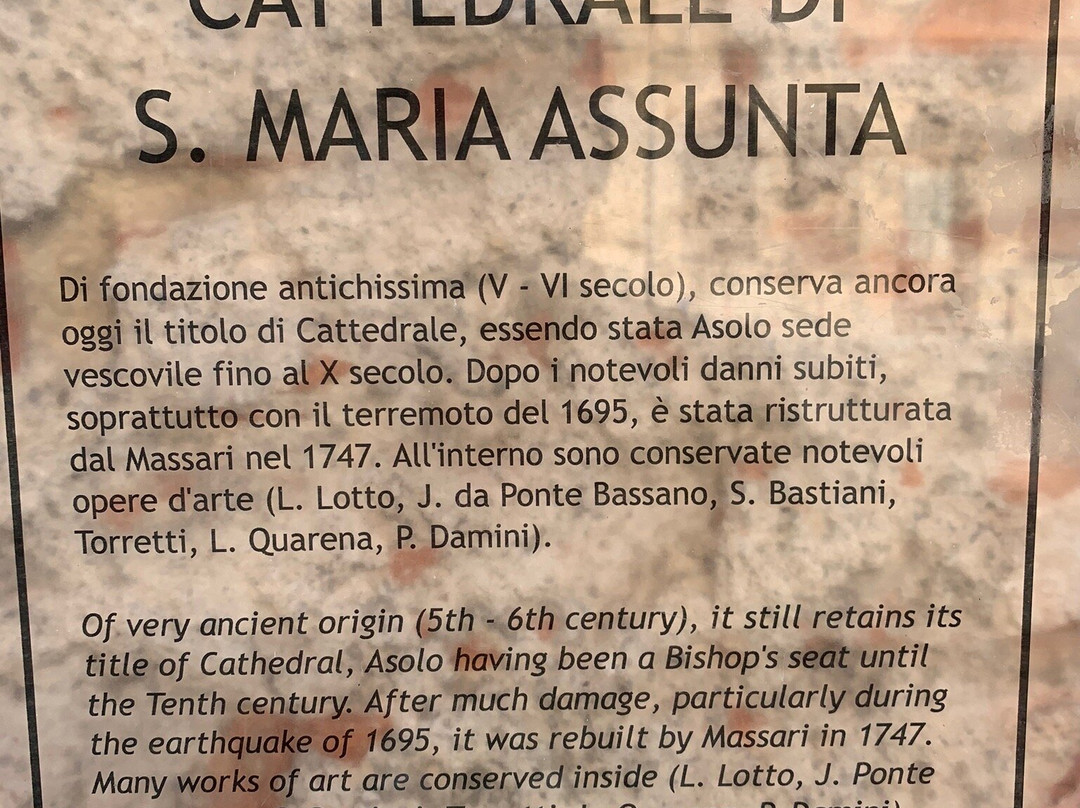 CATTEDRALE DI
S. MARIA ASSUNTA
Di fondazione antichissima (V - VI secolo), conserva ancora
oggi il titolo di Cattedrale, essendo stata Asolo sede
vescovile fino al X secolo. Dopo i notevoli danni subiti,
soprattutto con il terremoto del 1695, è stata ristrutturata
dal Massari nel 1747. All'interno sono conservate notevoli
opere d'arte (L. Lotto, J. da Ponte Bassano, S. Bastiani,
Torretti, L. Quarena, P. Damini).
Of very ancient origin (5th - 6th century), it still retains its
title of Cathedral, Asolo having been a Bishop's seat until
the Tenth century. After much damage, particularly during
the earthquake of 1695, it was rebuilt by Massari in 1747.
Many works of art are conserved inside (L. Lotto, J. Ponte
P. Damini)